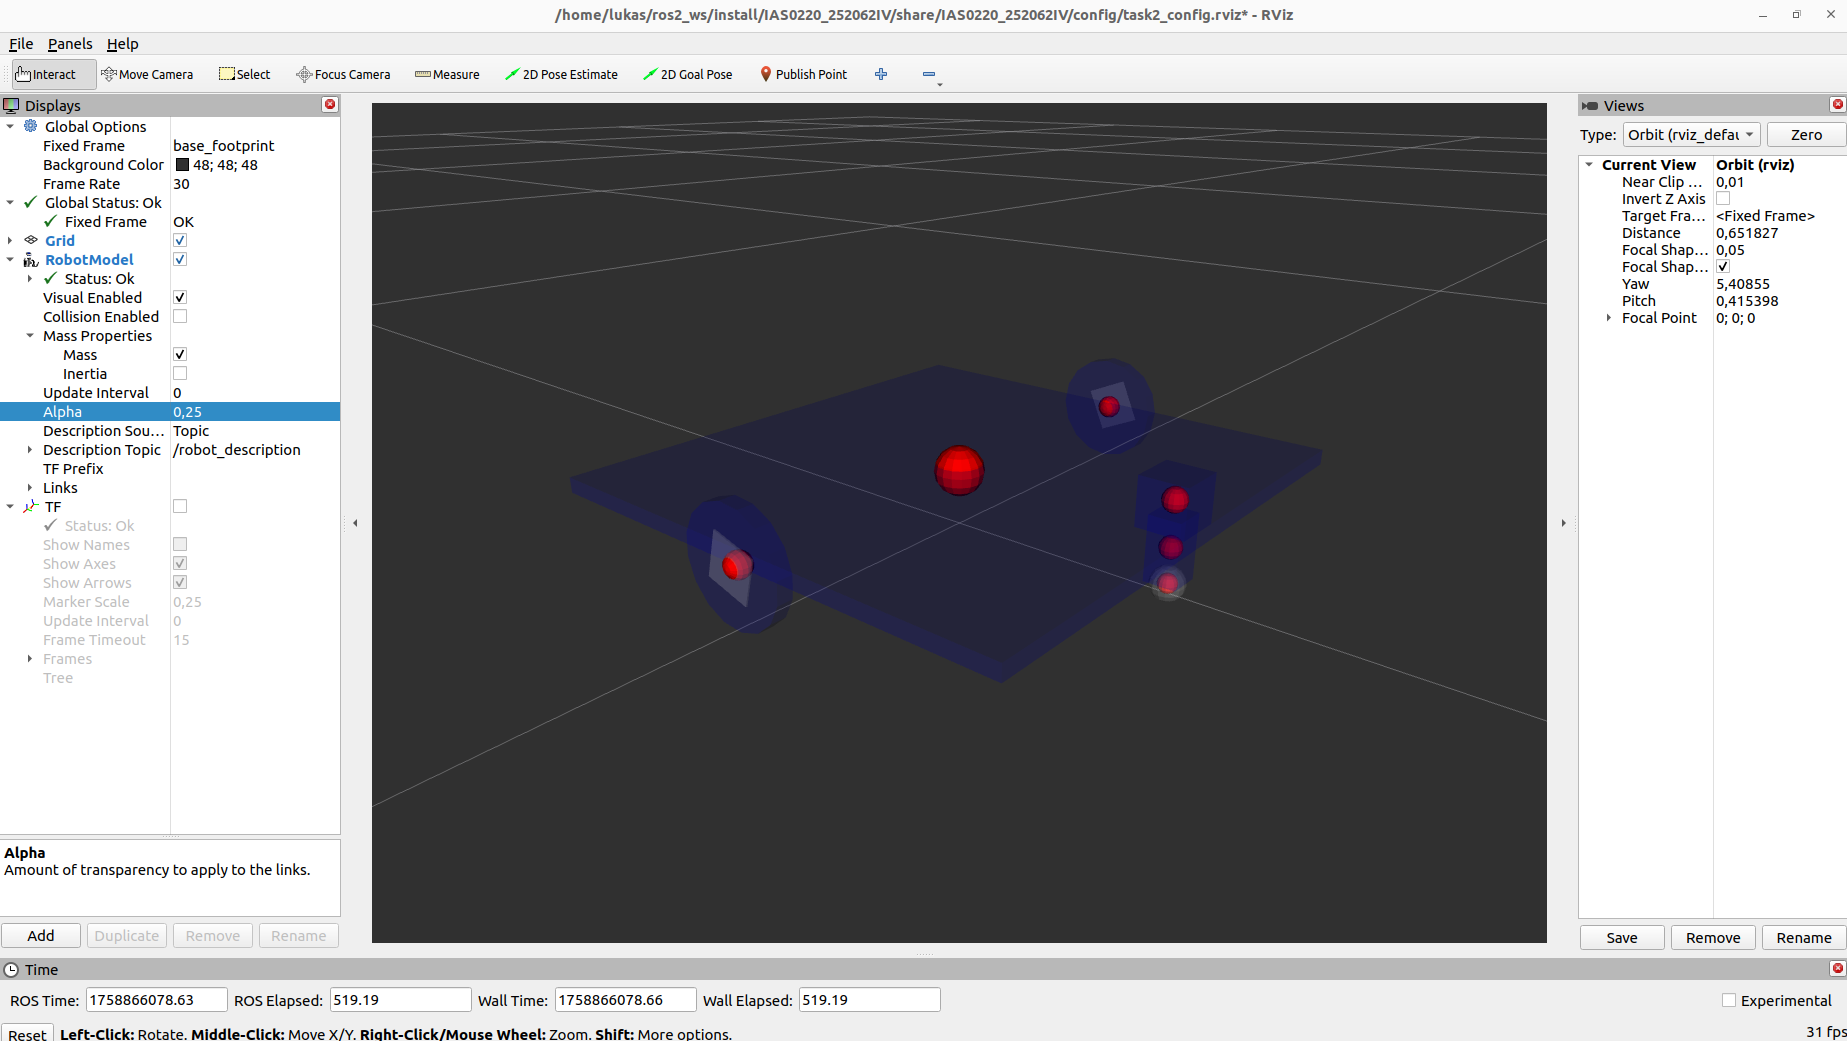 /home/lukas/ros2_ws/install/IAS0220_252062IV/share/IAS0220_252062IV/config/task2_config.rviz* - RViz
File Panels Help
Interact Move Camera Select Focus Camera Measure 2D Pose Estimate 2D Goal Pose Publish Point
Displays
Global Options
Fixed Frame base_footprint
Background Color 48; 48; 48
Frame Rate 30
Global Status: Ok
Fixed Frame OK
Grid
RobotModel
Status: Ok
Visual Enabled
Collision Enabled
Mass Properties
Mass
Inertia
Update Interval 0
Alpha 0,25
Description Sou... Topic
Description Topic /robot_description
TF Prefix
Links
TF
Status: Ok
Show Names
Show Axes
Show Arrows
Marker Scale 0,25
Update Interval 0
Frame Timeout 15
Frames
Tree
Alpha
Amount of transparency to apply to the links.
Add Duplicate Remove Rename
Views
Type: Orbit (rviz_defau Zero
Current View Orbit (rviz)
Near Clip ... 0,01
Invert Z Axis
Target Fra... <Fixed Frame>
Distance 0,651827
Focal Shap... 0,05
Focal Shap...
Yaw 5,40855
Pitch 0,415398
Focal Point 0; 0; 0
Save Remove Rename
Time
ROS Time: 1758866078.63 ROS Elapsed: 519.19 Wall Time: 1758866078.66 Wall Elapsed: 519.19 Experimental
Reset Left-Click: Rotate. Middle-Click: Move X/Y. Right-Click/Mouse Wheel: Zoom. Shift: More options. 31 fps